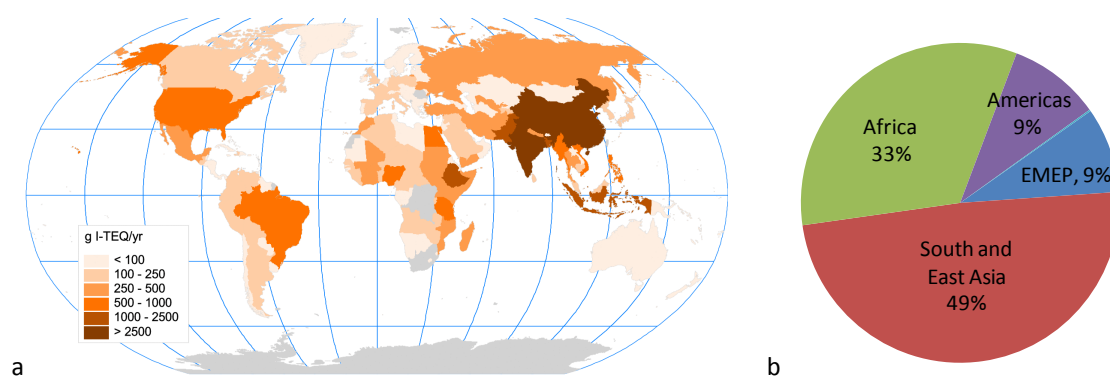 g I-TEQ/yr
< 100
100 - 250
250 - 500
500 - 1000
1000 - 2500
> 2500
a
Africa
33%
Americas
9%
EMEP, 9%
South and
East Asia
49%
b